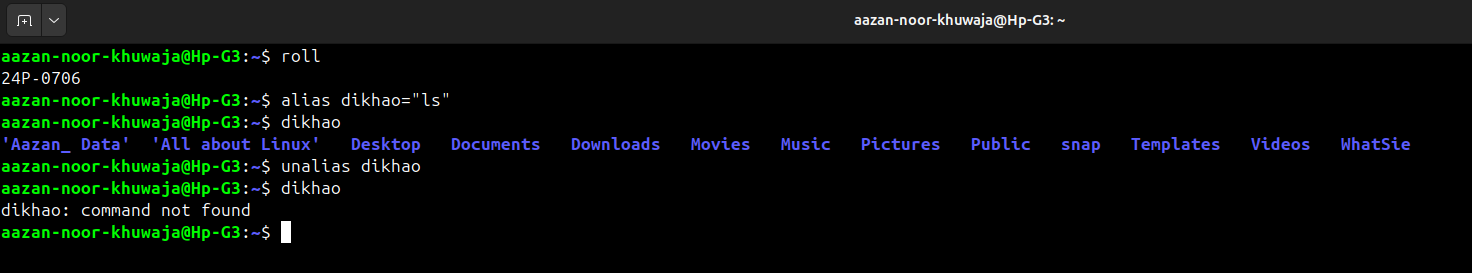 aazan-noor-khuwaja@Hp-G3: ~
aazan-noor-khuwaja@Hp-G3:~$ roll
24P-0706
aazan-noor-khuwaja@Hp-G3:~$ alias dikhao="ls"
aazan-noor-khuwaja@Hp-G3:~$ dikhao
'Aazan_ Data'  'All about Linux'   Desktop   Documents   Downloads   Movies   Music   Pictures   Public   snap   Templates   Videos   WhatSie
aazan-noor-khuwaja@Hp-G3:~$ unalias dikhao
aazan-noor-khuwaja@Hp-G3:~$ dikhao
dikhao: command not found
aazan-noor-khuwaja@Hp-G3:~$